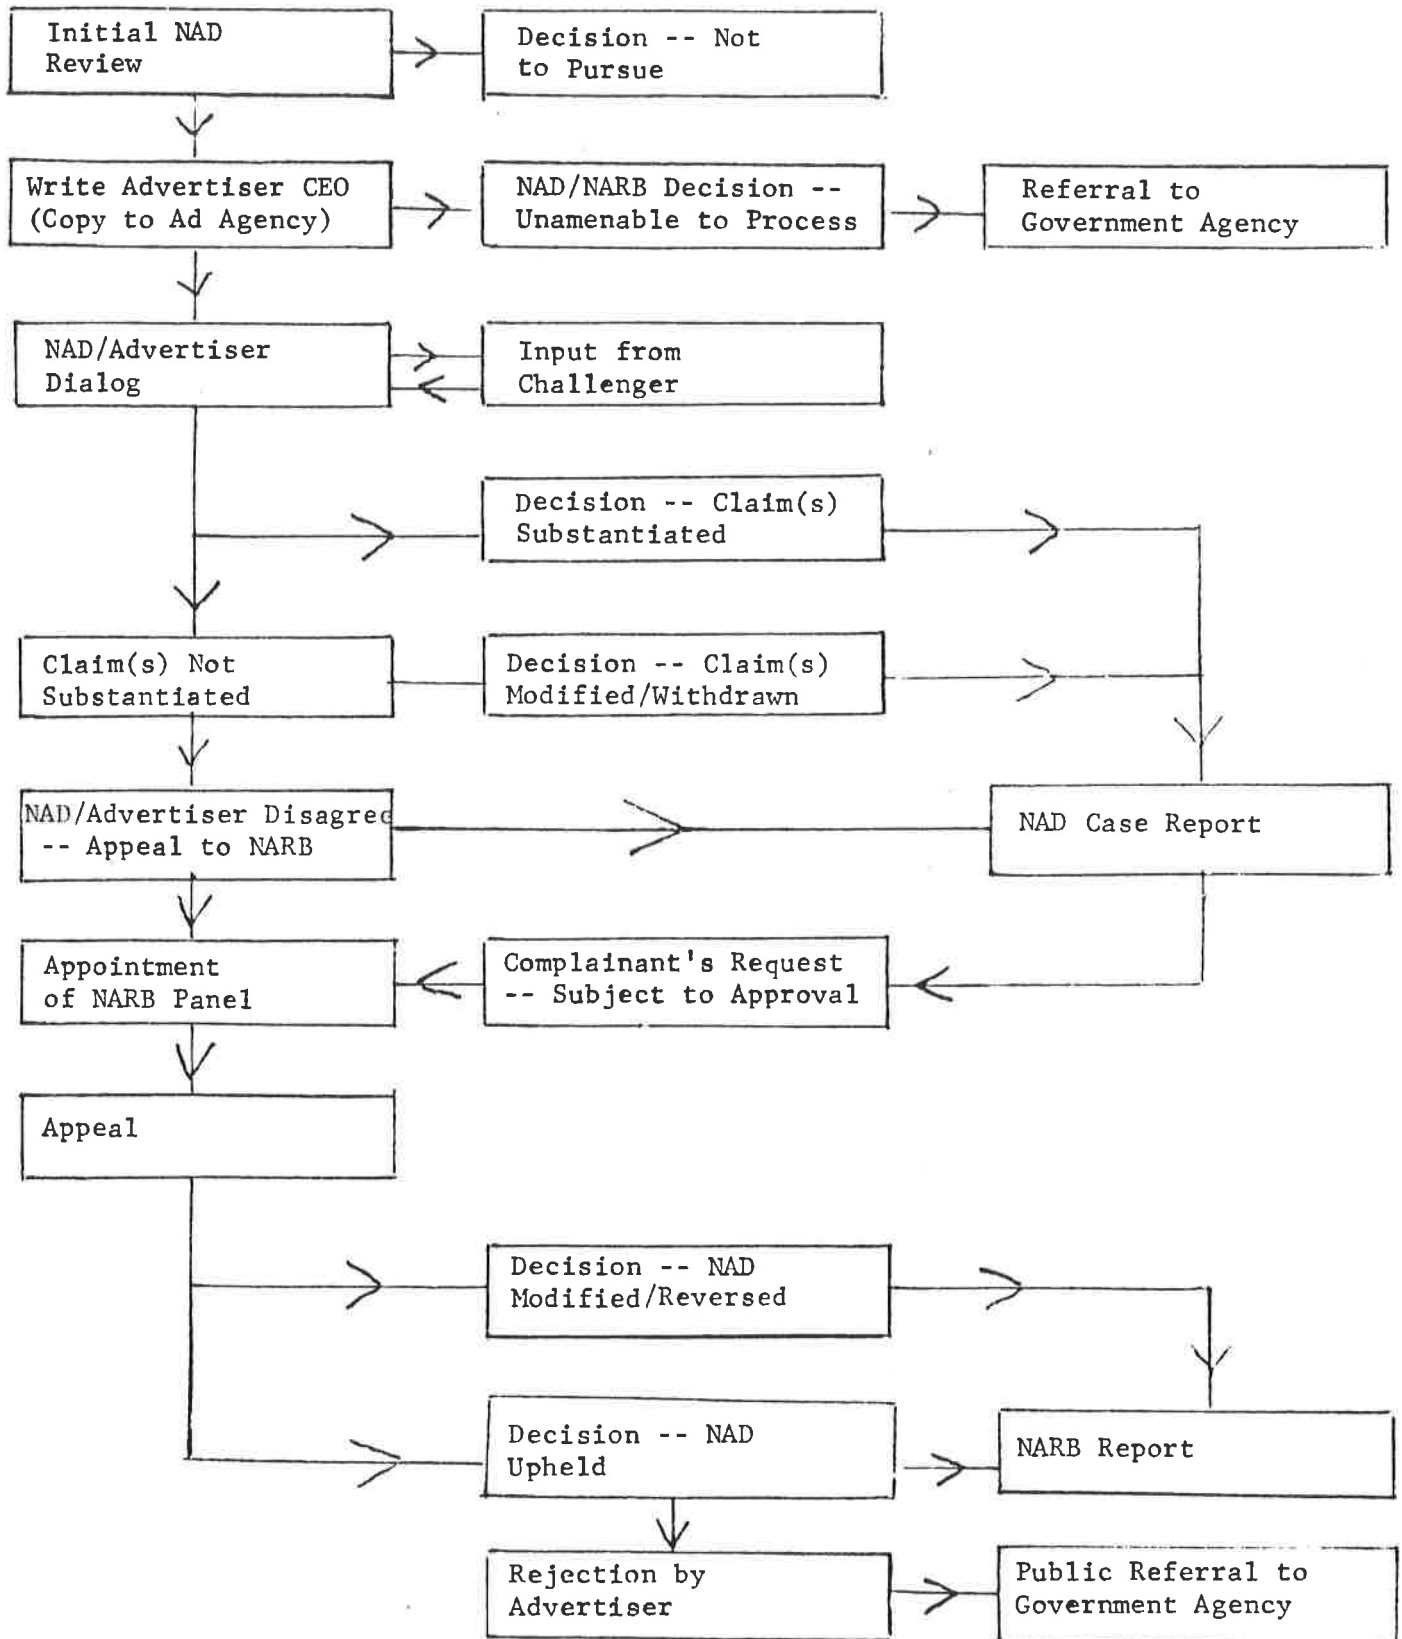 Initial NAD
Review
Decision -- Not
to Pursue
Write Advertiser CEO
(Copy to Ad Agency)
NAD/NARB Decision --
Unamenable to Process
Referral to
Government Agency
NAD/Advertiser
Dialog
Input from
Challenger
Decision -- Claim(s)
Substantiated
Claim(s) Not
Substantiated
Decision -- Claim(s)
Modified/Withdrawn
NAD/Advertiser Disagree
-- Appeal to NARB
NAD Case Report
Appointment
of NARB Panel
Complainant's Request
-- Subject to Approval
Appeal
Decision -- NAD
Modified/Reversed
Decision -- NAD
Upheld
NARB Report
Rejection by
Advertiser
Public Referral to
Government Agency